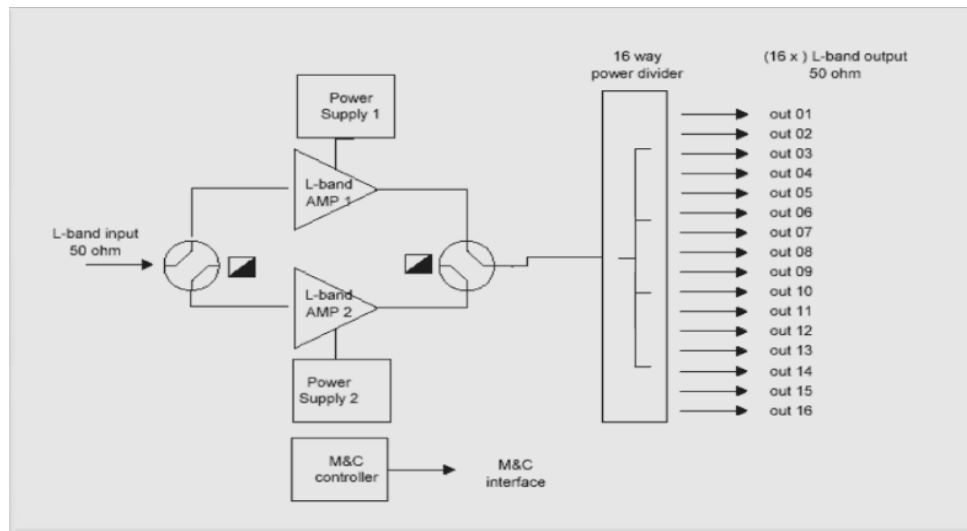 16 way
power divider
(16 x ) L-band output
50 ohm
Power
Supply 1
L-band
AMP 1
L-band input
50 ohm
L-band
AMP 2
Power
Supply 2
M&C
controller
M&C
interface
out 01
out 02
out 03
out 04
out 05
out 06
out 07
out 08
out 09
out 10
out 11
out 12
out 13
out 14
out 15
out 16